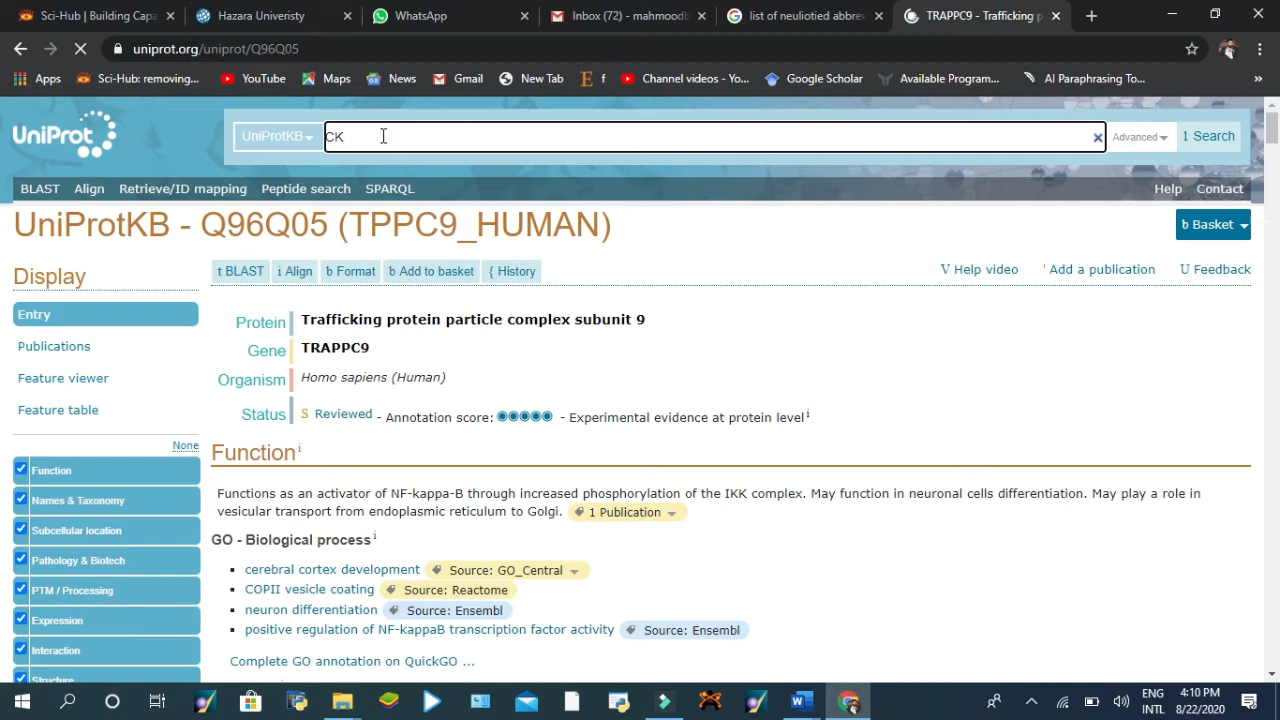 Sci-Hub | Building Capa
Hazara Univeristy
WhatsApp
Inbox (72) - mahmoodb
list of neuliotied abbrev
TRAPPC9 - Trafficking p
uniprot.org/uniprot/Q96Q05
Apps
Sci-Hub: removing...
YouTube
Maps
News
Gmail
New Tab
f
Channel videos - Yo...
Google Scholar
Available Program...
AI Paraphrasing To...
UniProt
UniProtKB
CK
Advanced
1 Search
BLAST
Align
Retrieve/ID mapping
Peptide search
SPARQL
Help
Contact
UniProtKB - Q96Q05 (TPPC9_HUMAN)
b Basket
Display
t BLAST
i Align
b Format
b Add to basket
{ History
V Help video
' Add a publication
U Feedback
Entry
Publications
Feature viewer
Feature table
None
Function
Names & Taxonomy
Subcellular location
Pathology & Biotech
PTM / Processing
Expression
Interaction
Structure
Protein
Trafficking protein particle complex subunit 9
Gene
TRAPPC9
Organism
Homo sapiens (Human)
Status
S Reviewed - Annotation score: - Experimental evidence at protein level i
Function i
Functions as an activator of NF-kappa-B through increased phosphorylation of the IKK complex. May function in neuronal cells differentiation. May play a role in
vesicular transport from endoplasmic reticulum to Golgi. 1 Publication
GO - Biological process i
cerebral cortex development Source: GO_Central
COPII vesicle coating Source: Reactome
neuron differentiation Source: Ensembl
positive regulation of NF-kappaB transcription factor activity Source: Ensembl
Complete GO annotation on QuickGO ...
ENG
INTL
4:10 PM
8/22/2020